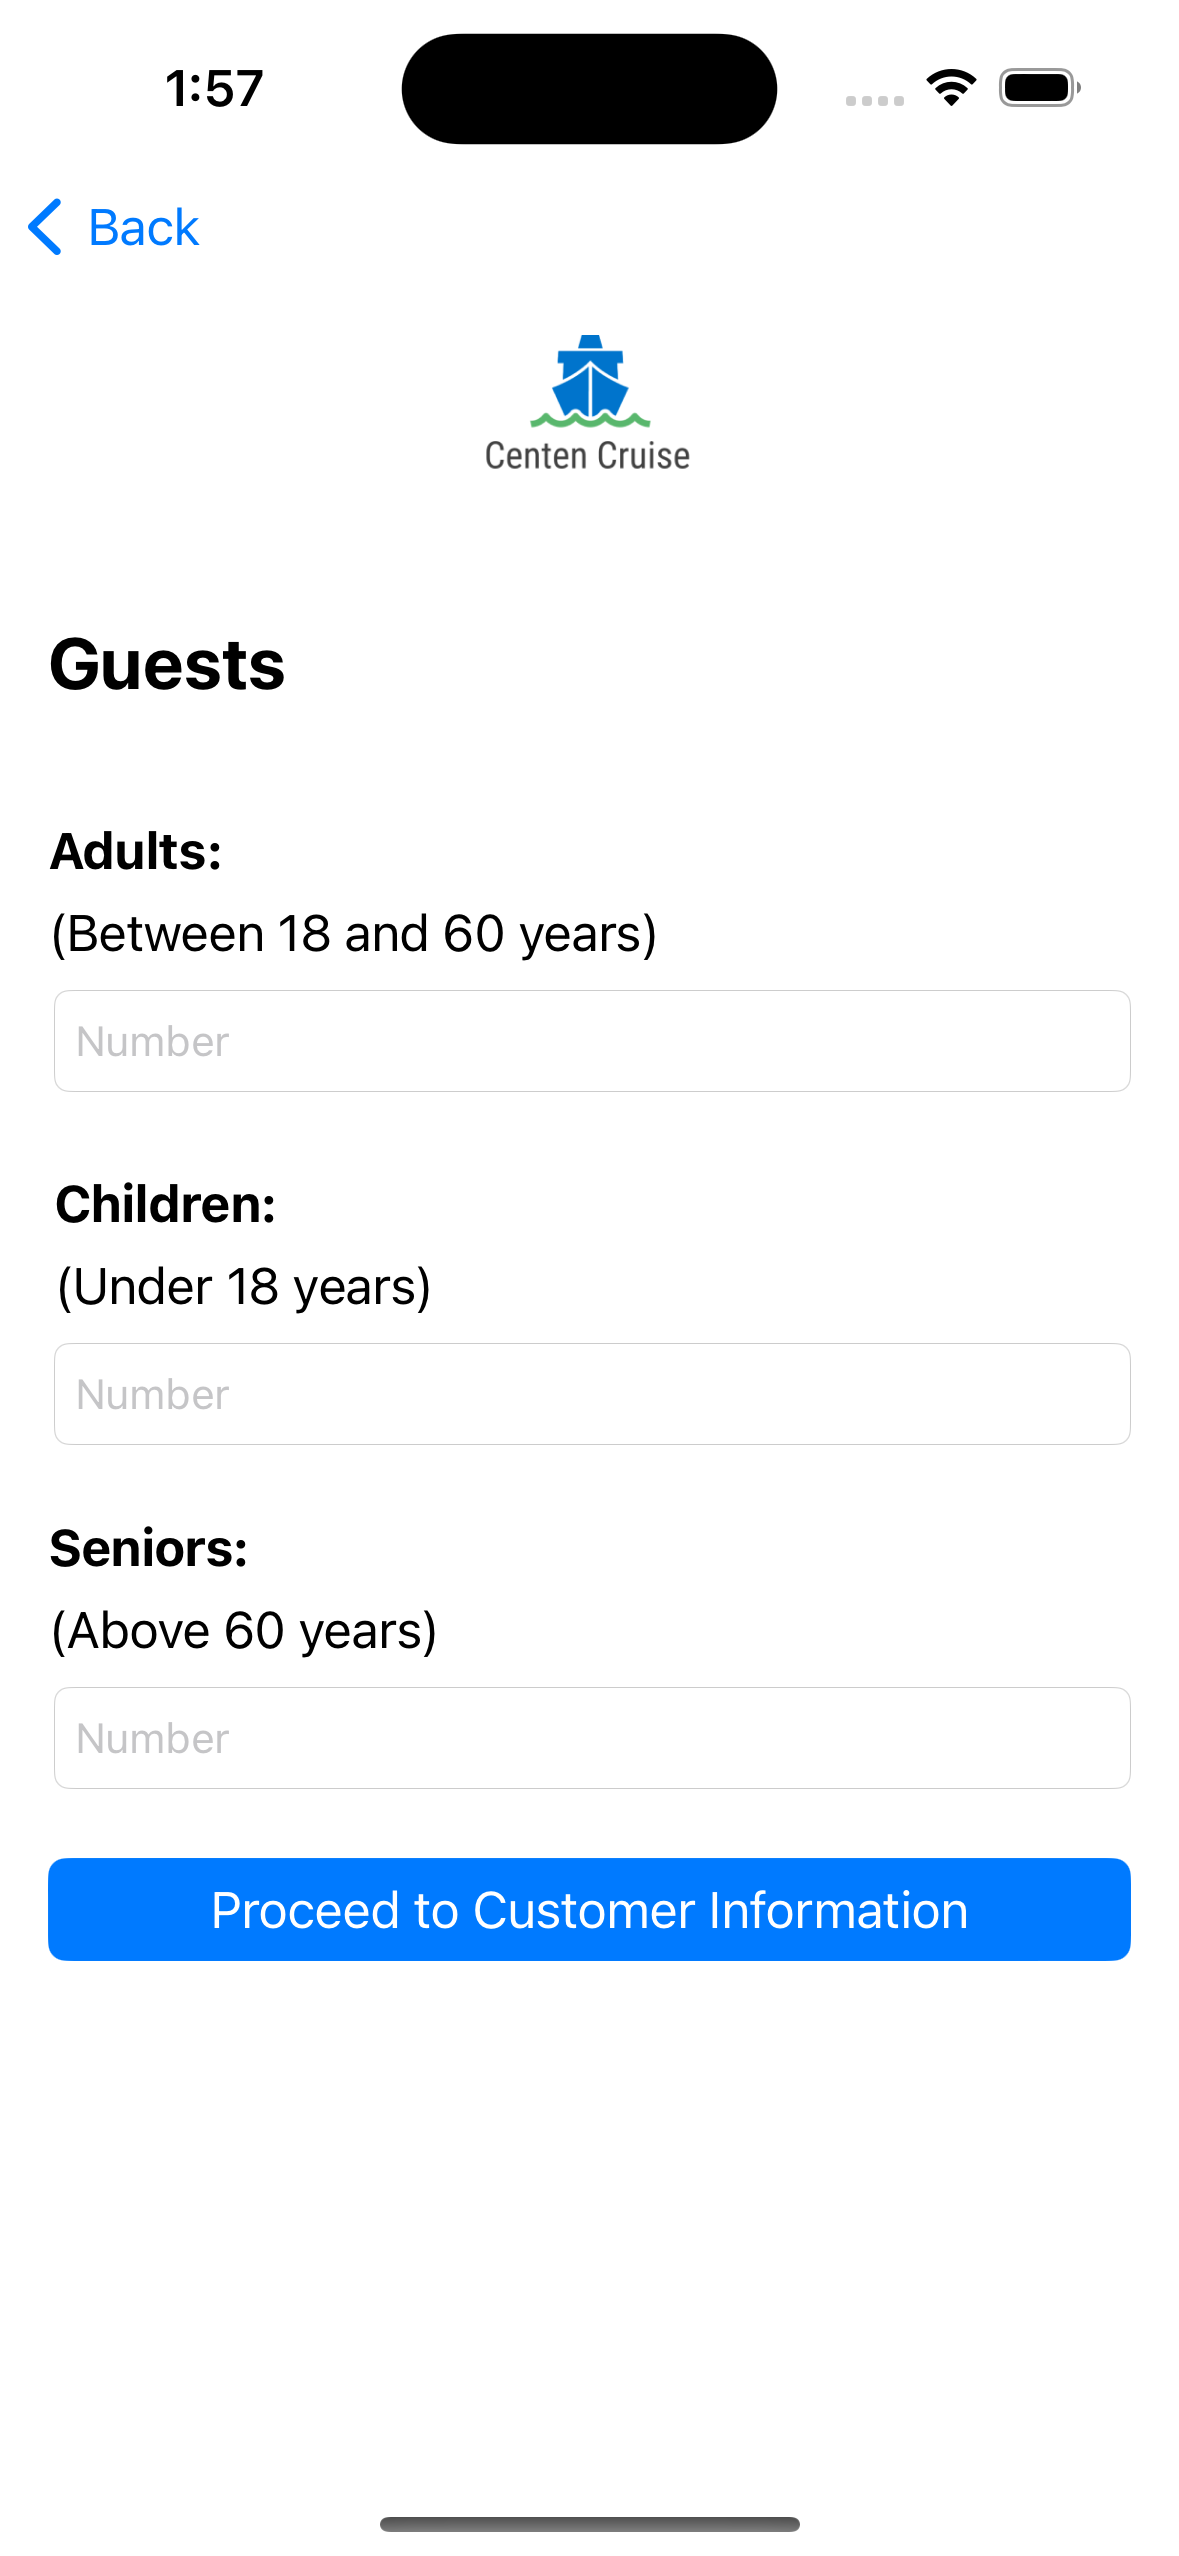 1:57
Back
Centen Cruise
Guests
Adults:
(Between 18 and 60 years)
Number
Children:
(Under 18 years)
Number
Seniors:
(Above 60 years)
Number
Proceed to Customer Information